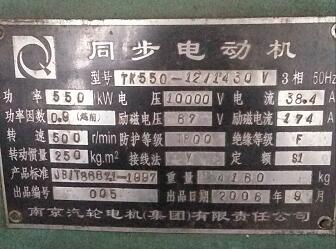 同步电动机
型号 TK550-12/1430 V 3相 50Hz
功率 550 kW 电压 10000 V 电流 38.4 A
功率因数 0.9(超前) 励磁电压 67 V 励磁电流 174 A
转速 500 r/min 防护等级 1P00 绝缘等级 F
转动惯量 250 kg.m² 接线法 Y 定额 S1
产品标准 JB/T8667.1-1997 重量 4160 kg
出品编号 005 出品日期 2006 年 9 月
南京汽轮电机(集团)有限责任公司